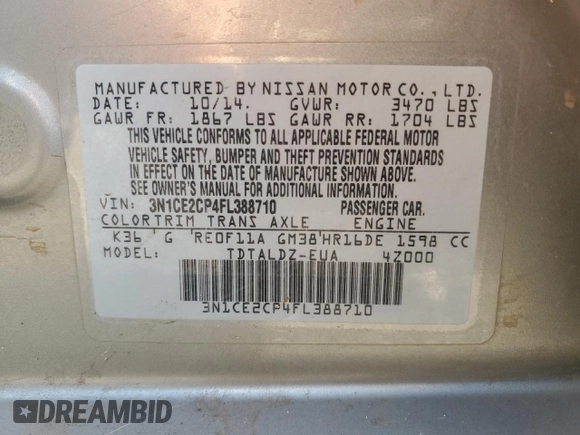 MANUFACTURED BY NISSAN MOTOR CO., LTD.
DATE: 10/14. GVWR: 3470 LBS
GAWR FR: 1867 LBS GAWR RR: 1704 LBS
THIS VEHICLE CONFORMS TO ALL APPLICABLE FEDERAL MOTOR
VEHICLE SAFETY, BUMPER AND THEFT PREVENTION STANDARDS
IN EFFECT ON THE DATE OF MANUFACTURE SHOWN ABOVE.
SEE OWNER'S MANUAL FOR ADDITIONAL INFORMATION.
VIN: 3N1CE2CP4FL388710 PASSENGER CAR.
COLOR TRIM TRANS AXLE ENGINE
K36 ' G 'RE0F11A GM38'HR16DE 1598 CC
MODEL: TDTALDZ-EUA 4Z000
3N1CE2CP4FL388710
DREAMBID